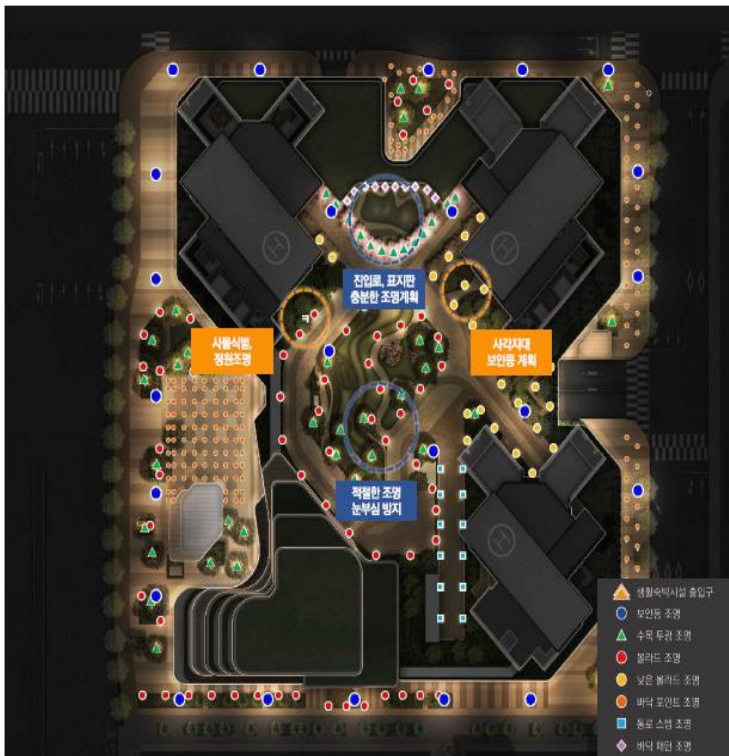 진입로, 표지판
충분한 조명계획
사물식별,
정원조명
사각지대
보안등 계획
적절한 조명
눈부심 방지
생활숙박시설 출입구
보안등 조명
수목 투광 조명
볼라드 조명
낮은 볼라드 조명
바닥 포인트 조명
통로 스텝 조명
바닥 패턴 조명
H
H
H